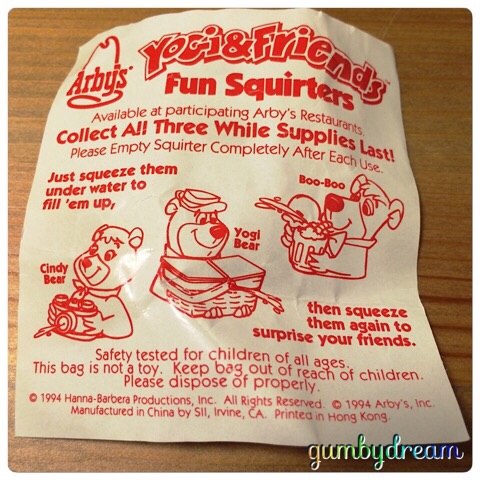 Arby's
Yogi & Friends
Fun Squirters
Available at participating Arby's Restaurants.
Collect All Three While Supplies Last!
Please Empty Squirter Completely After Each Use.
Just squeeze them
under water to
fill 'em up,
Boo-Boo
Yogi
Bear
Cindy
Bear
then squeeze
them again to
surprise your friends.
Safety tested for children of all ages.
This bag is not a toy. Keep bag out of reach of children.
Please dispose of properly.
© 1994 Hanna-Barbera Productions, Inc. All Rights Reserved. © 1994 Arby's, Inc.
Manufactured in China by SII, Irvine, CA. Printed in Hong Kong.
gumbydream